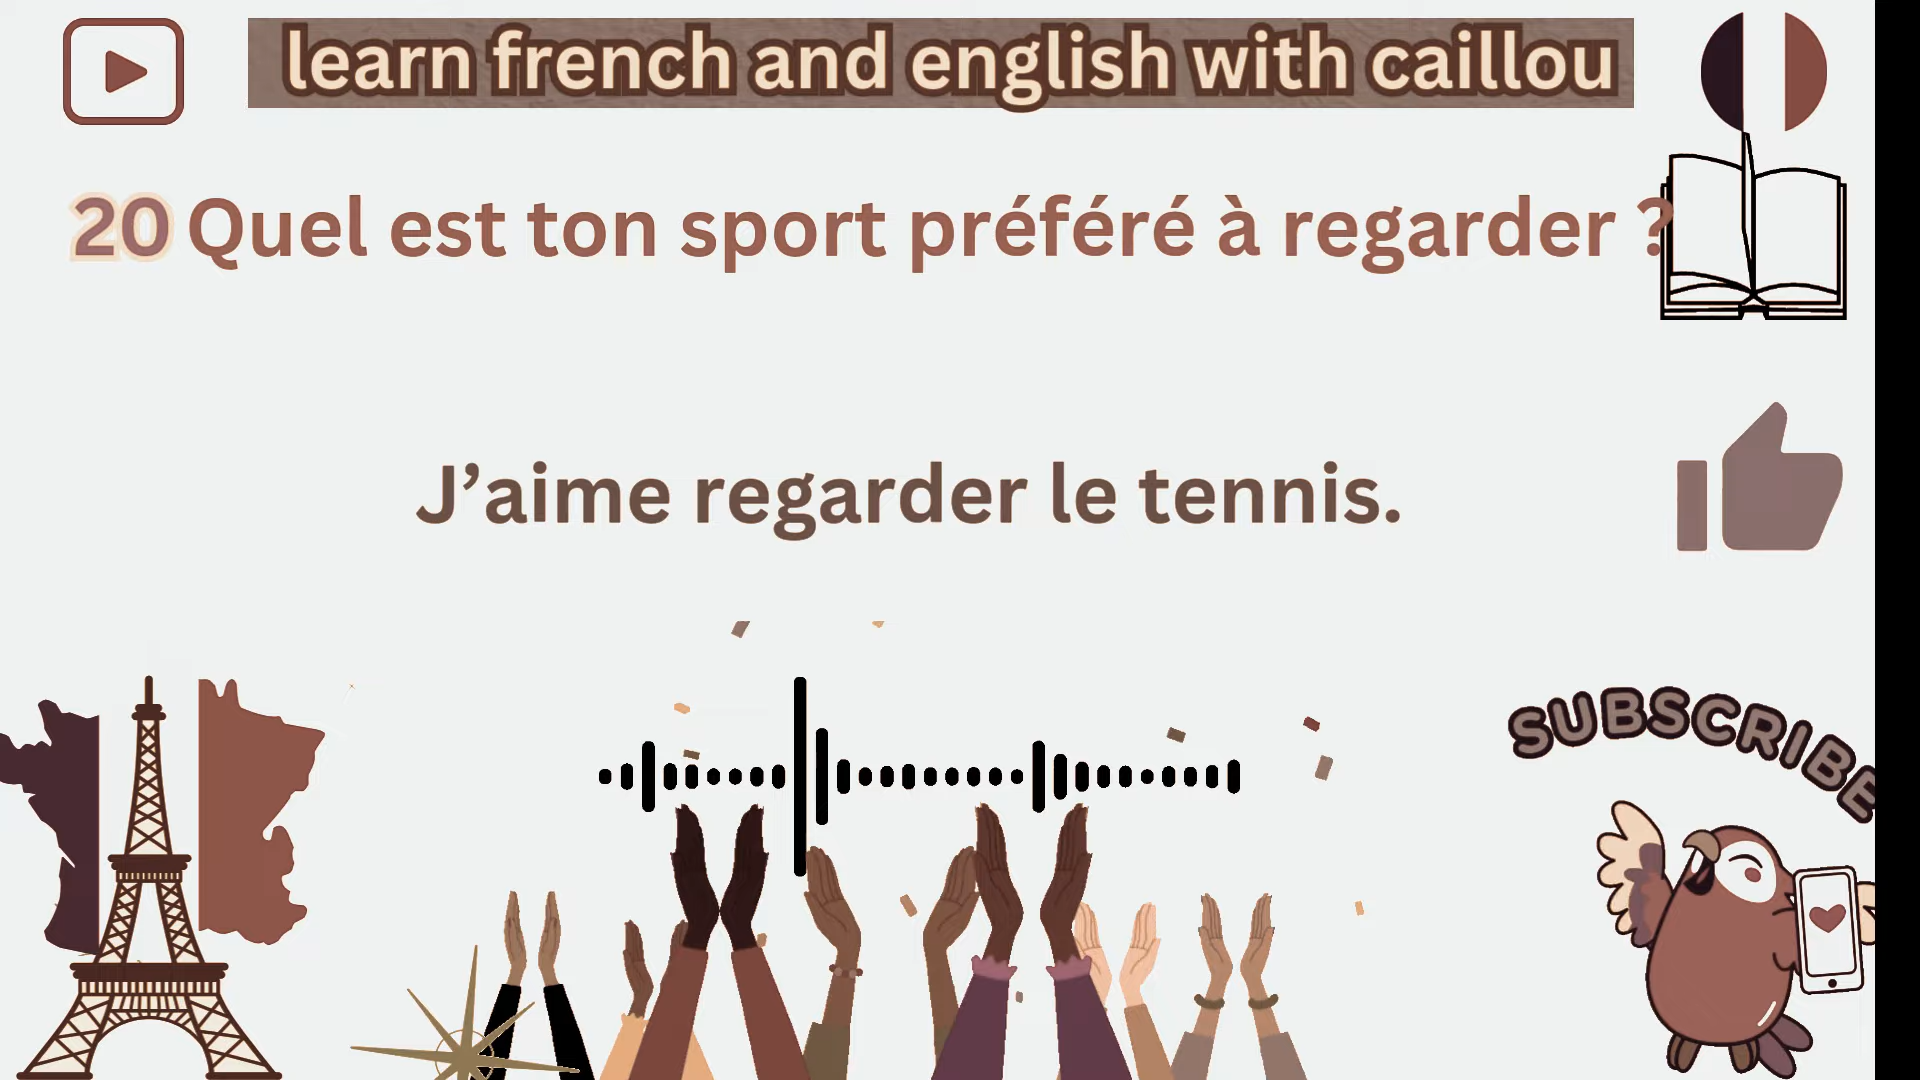 learn french and english with caillou
20 Quel est ton sport préféré à regarder ?
J’aime regarder le tennis.
SUBSCRIBE